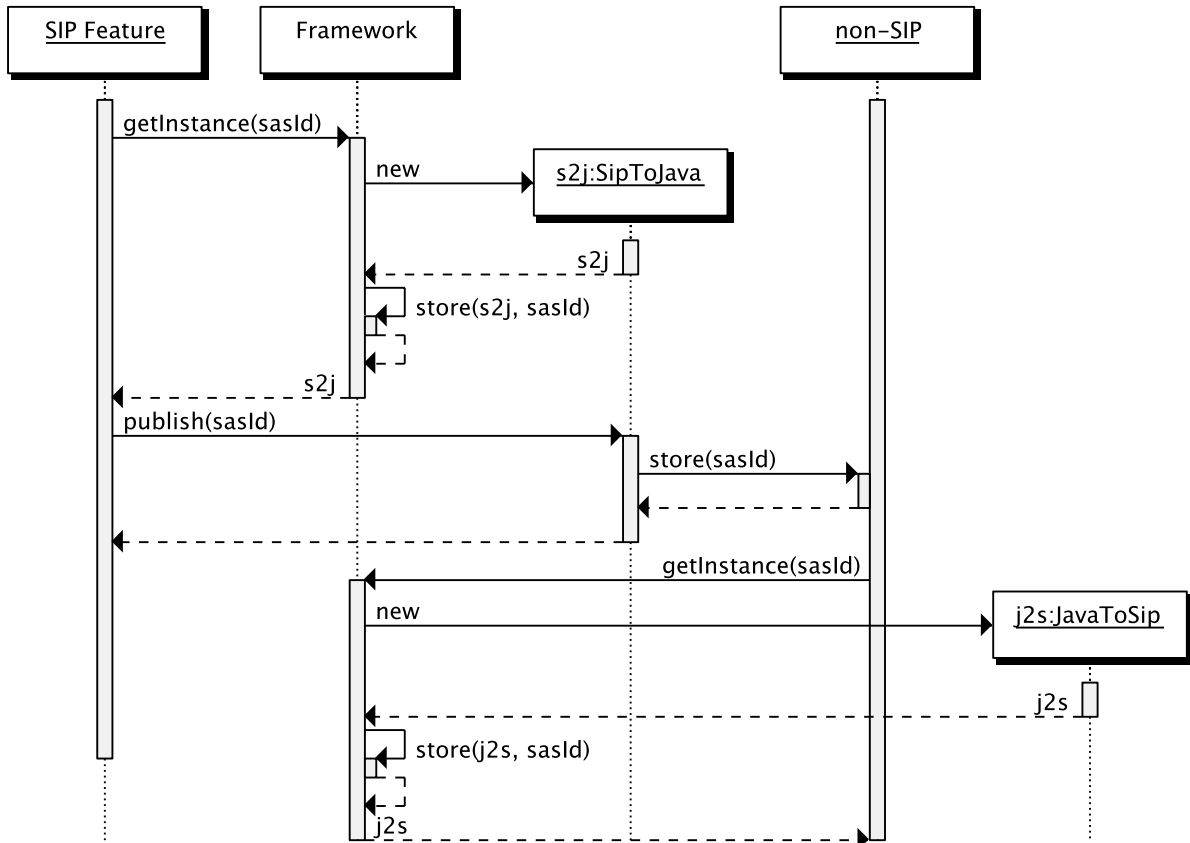 SIP Feature
Framework
non-SIP
getInstance(sasId)
new
s2j:SipToJava
s2j
store(s2j, sasId)
s2j
publish(sasId)
store(sasId)
getInstance(sasId)
new
j2s:JavaToSip
j2s
store(j2s, sasId)
j2s